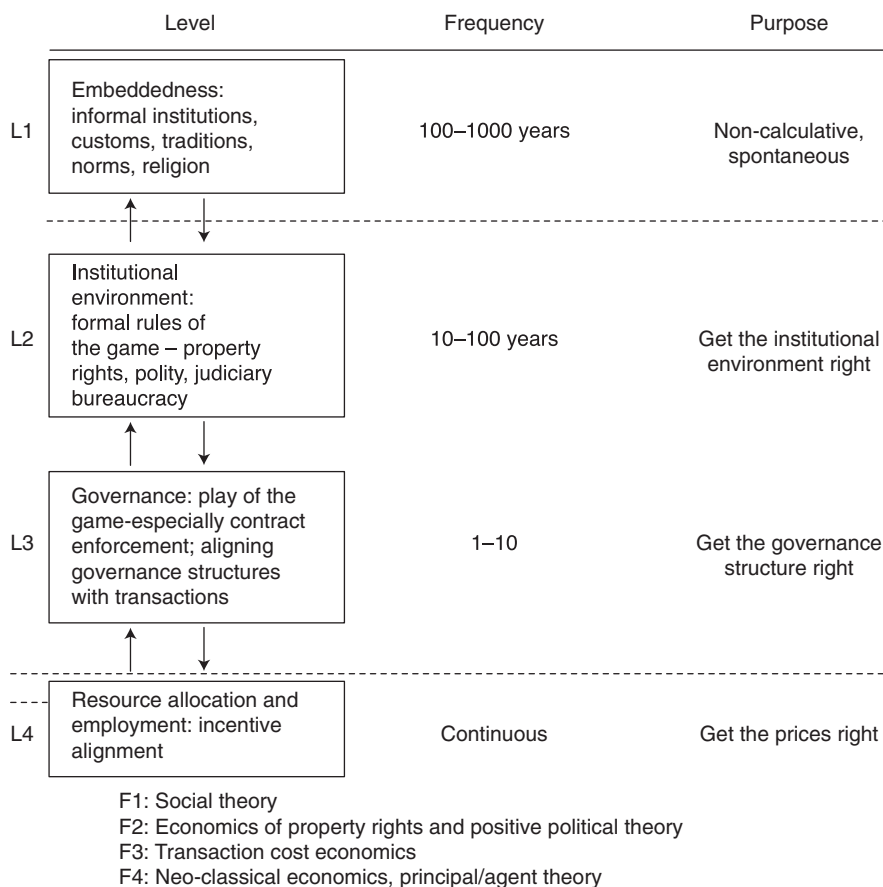 Level Frequency Purpose
L1
Embeddedness:
informal institutions,
customs, traditions,
norms, religion
100–1000 years
Non-calculative,
spontaneous
L2
Institutional
environment:
formal rules of
the game – property
rights, polity, judiciary
bureaucracy
10–100 years
Get the institutional
environment right
L3
Governance: play of the
game-especially contract
enforcement; aligning
governance structures
with transactions
1–10
Get the governance
structure right
L4
Resource allocation and
employment: incentive
alignment
Continuous
Get the prices right
F1: Social theory
F2: Economics of property rights and positive political theory
F3: Transaction cost economics
F4: Neo-classical economics, principal/agent theory